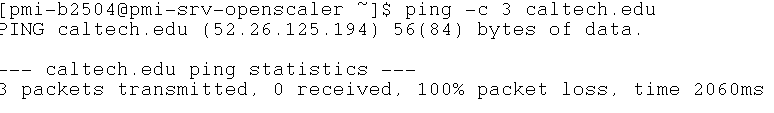 [pmi-b2504@pmi-srv-openscaler ~]$ ping -c 3 caltech.edu
PING caltech.edu (52.26.125.194) 56(84) bytes of data.
--- caltech.edu ping statistics ---
3 packets transmitted, 0 received, 100% packet loss, time 2060ms